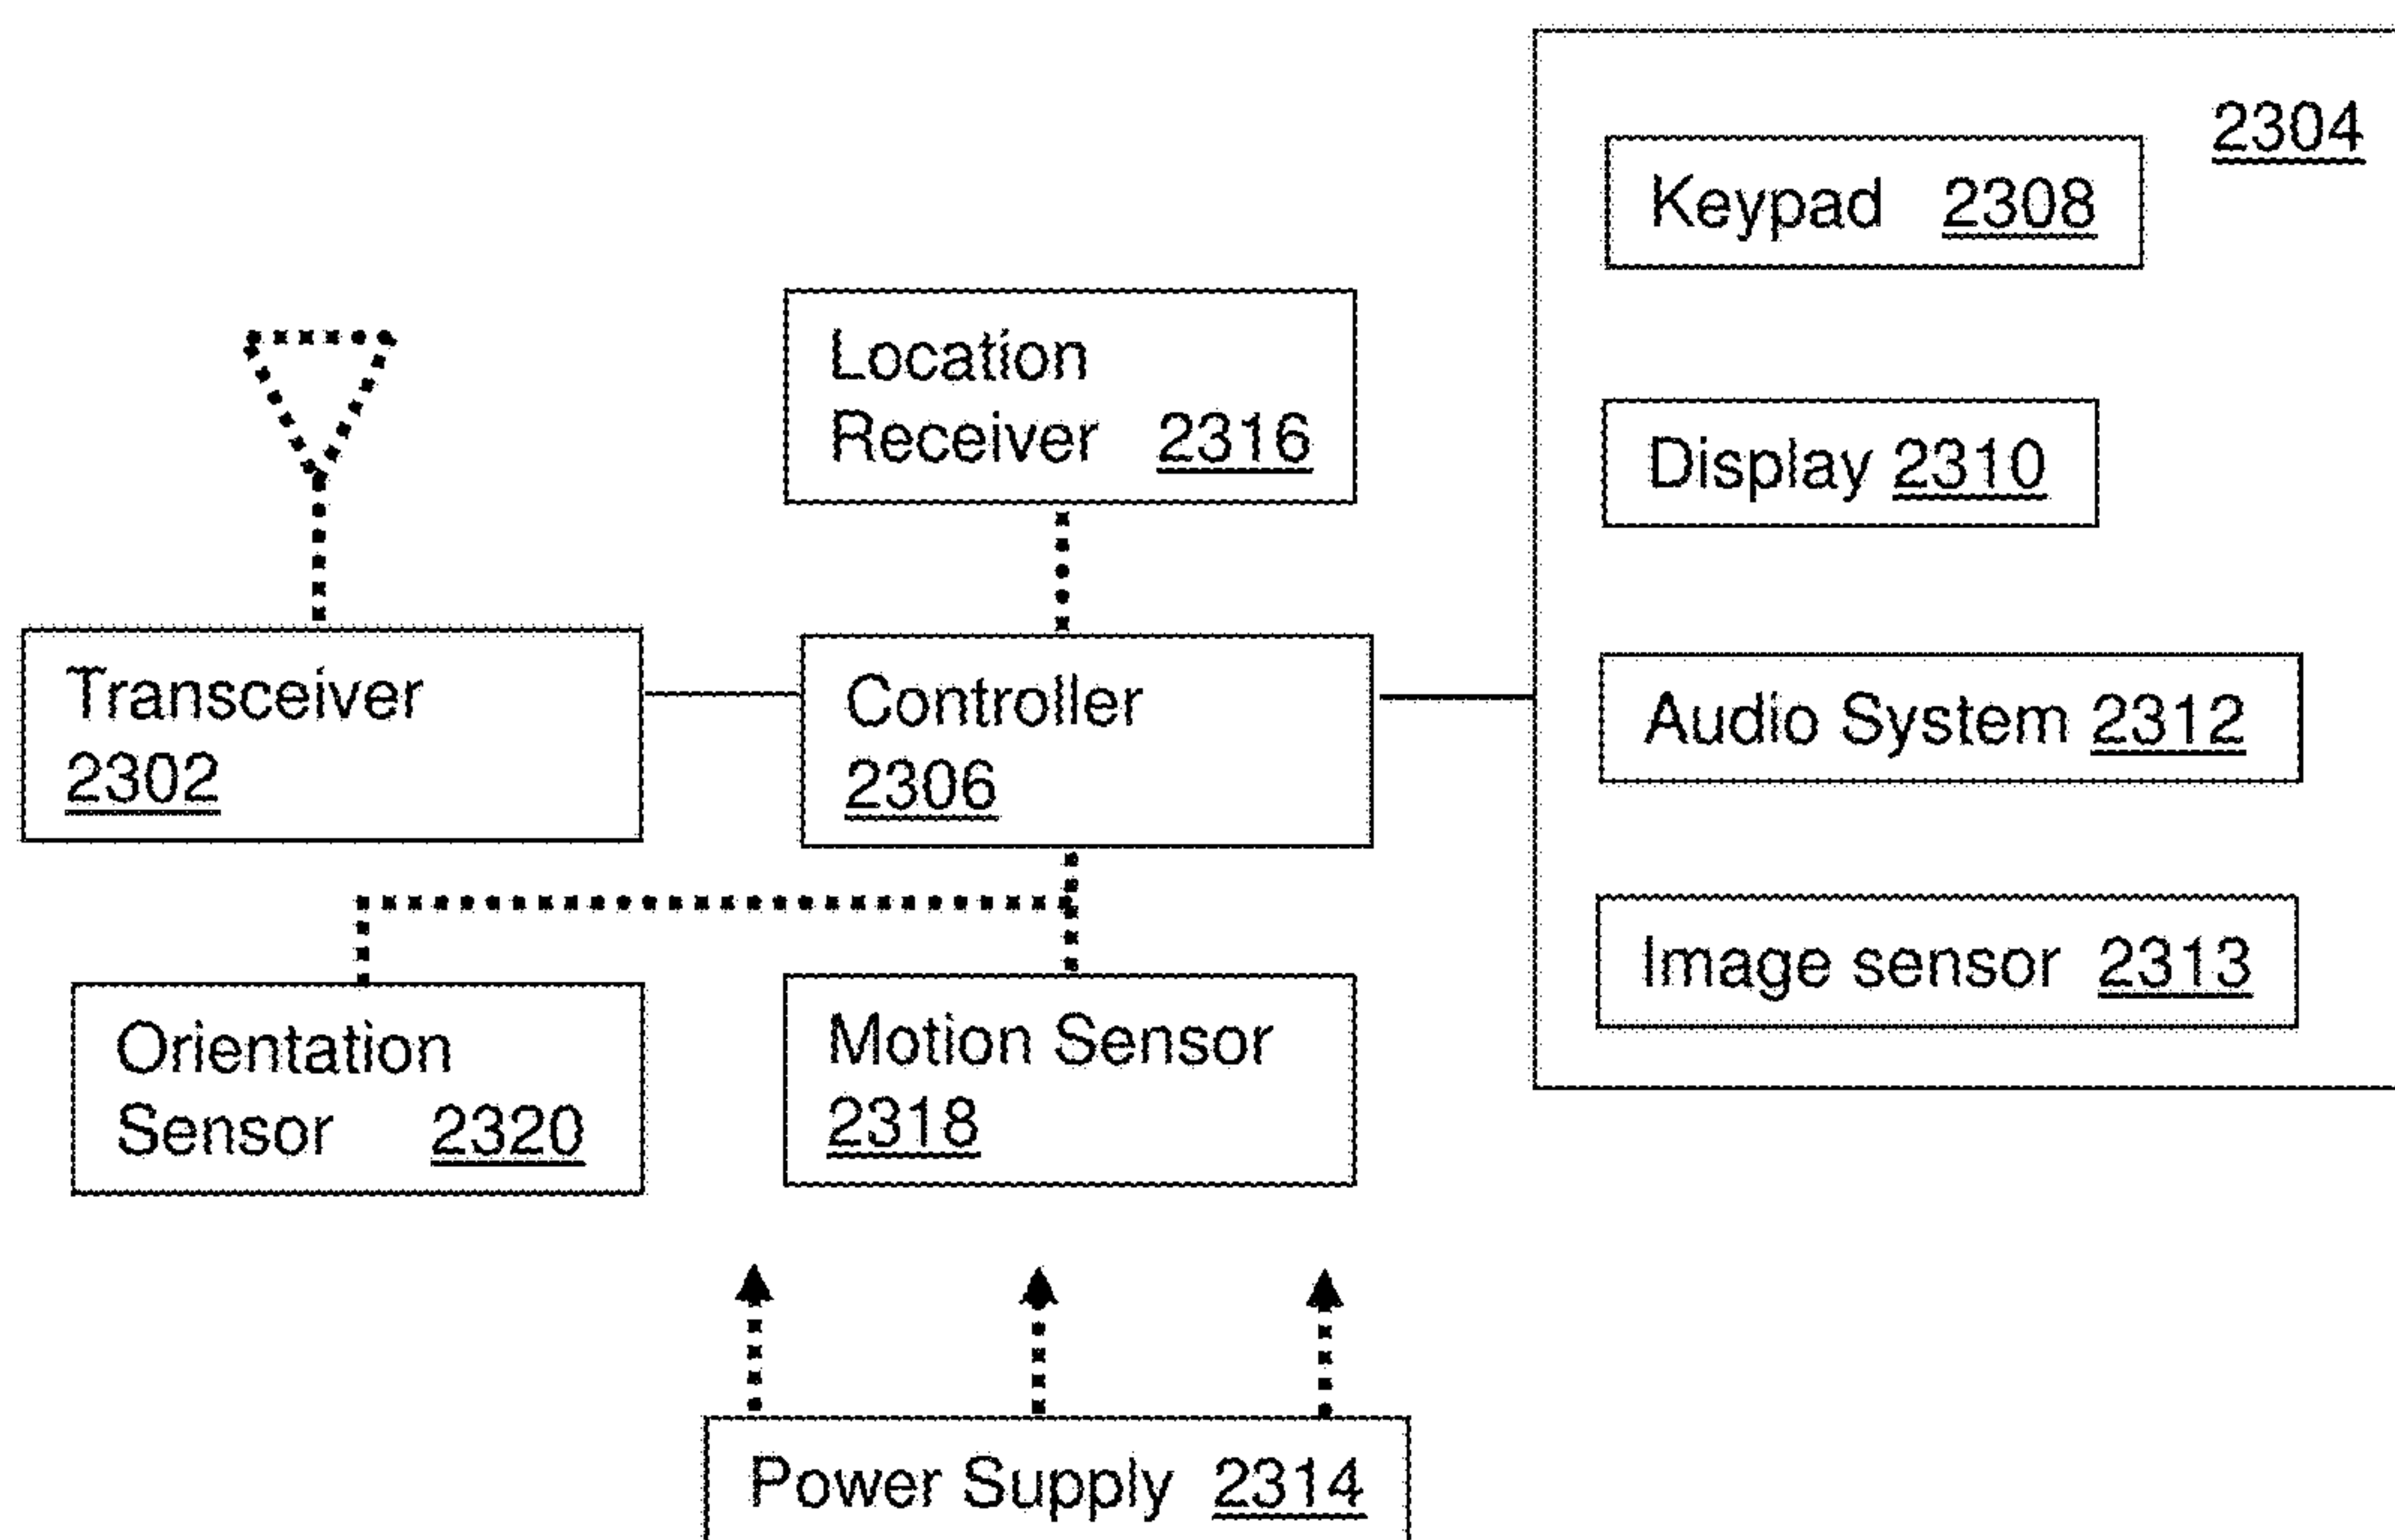 2304
Keypad 2308
Location
Receiver 2316
Display 2310
Transceiver
2302
Controller
2306
Audio System 2312
Image sensor 2313
Orientation
Sensor 2320
Motion Sensor
2318
Power Supply 2314